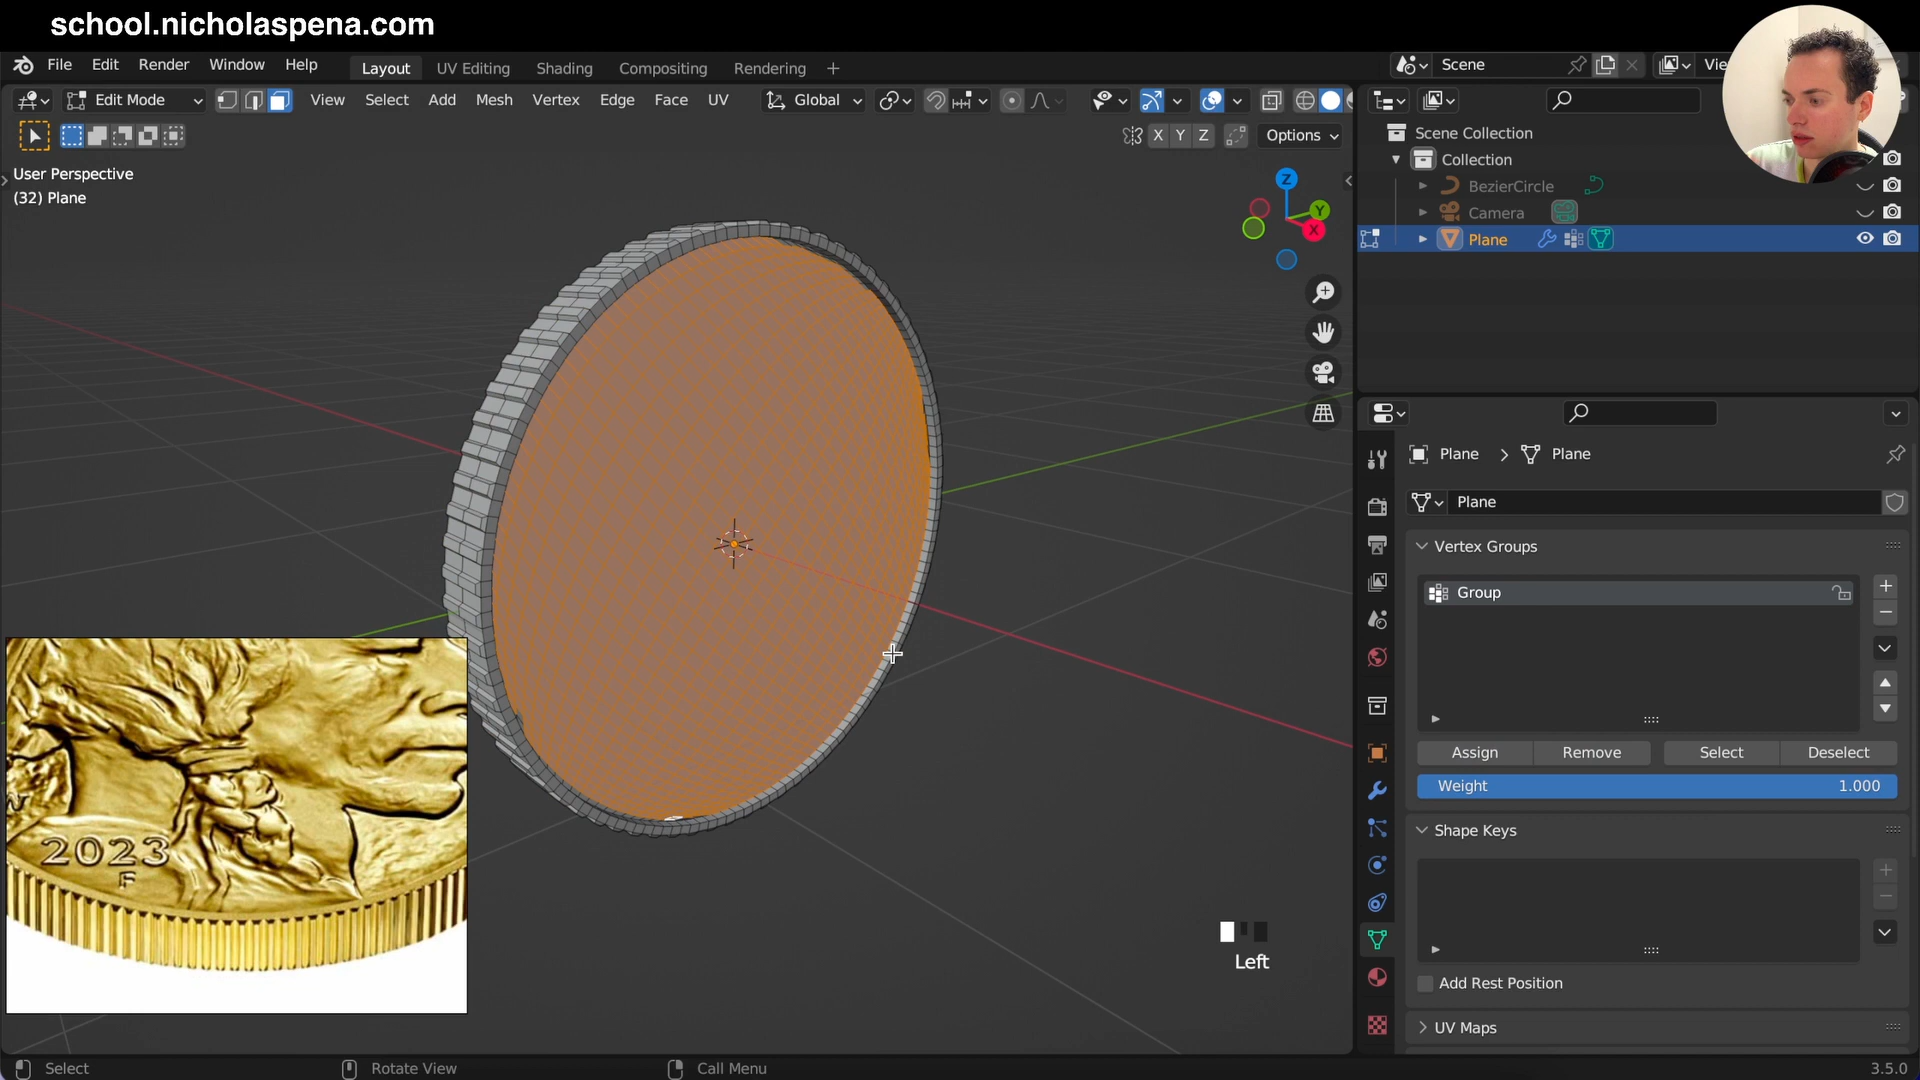 school.nicholaspena.com
File Edit Render Window Help Layout UV Editing Shading Compositing Rendering + Scene Vie
Edit Mode View Select Add Mesh Vertex Edge Face UV Global
X Y Z Options
User Perspective
(32) Plane
Z
Y
X
Scene Collection
Collection
BezierCircle
Camera
Plane
Plane > Plane
Plane
Vertex Groups
Group
Assign Remove Select Deselect
Weight 1.000
Shape Keys
Add Rest Position
UV Maps
2023
F
Left
Select Rotate View Call Menu 3.5.0